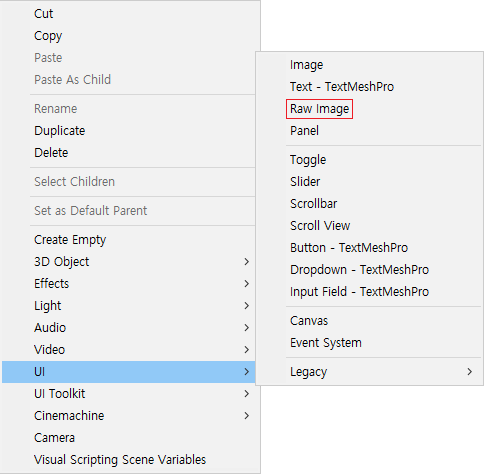 Cut
Copy
Paste
Paste As Child
Rename
Duplicate
Delete
Select Children
Set as Default Parent
Create Empty
3D Object
Effects
Light
Audio
Video
UI
UI Toolkit
Cinemachine
Camera
Visual Scripting Scene Variables
Image
Text - TextMeshPro
Raw Image
Panel
Toggle
Slider
Scrollbar
Scroll View
Button - TextMeshPro
Dropdown - TextMeshPro
Input Field - TextMeshPro
Canvas
Event System
Legacy